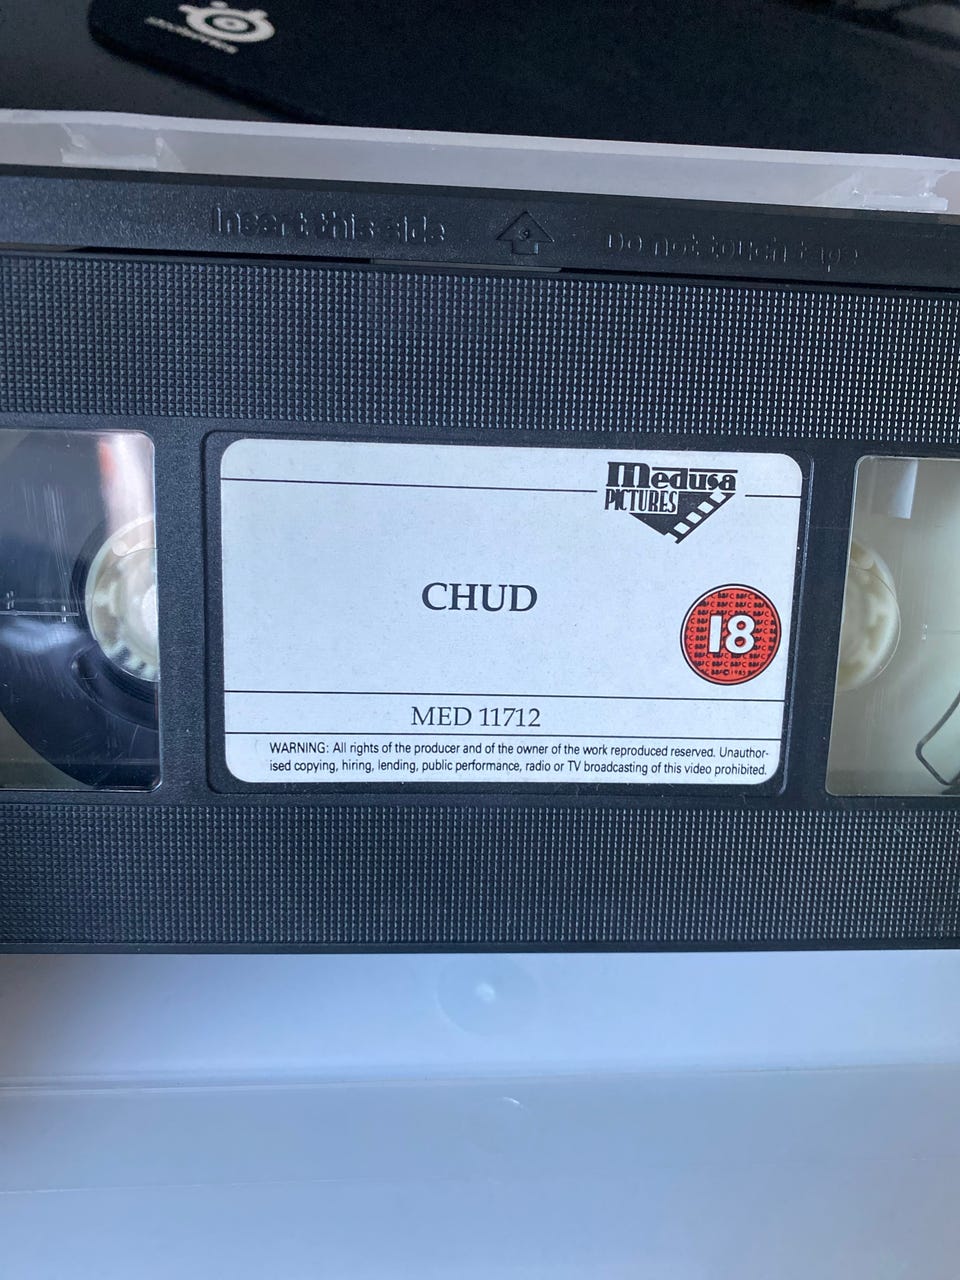 steelseries
Insert this side
Do not touch tape
Medusa
PICTURES
CHUD
18
MED 11712
WARNING: All rights of the producer and of the owner of the work reproduced reserved. Unauthor-
ised copying, hiring, lending, public performance, radio or TV broadcasting of this video prohibited.